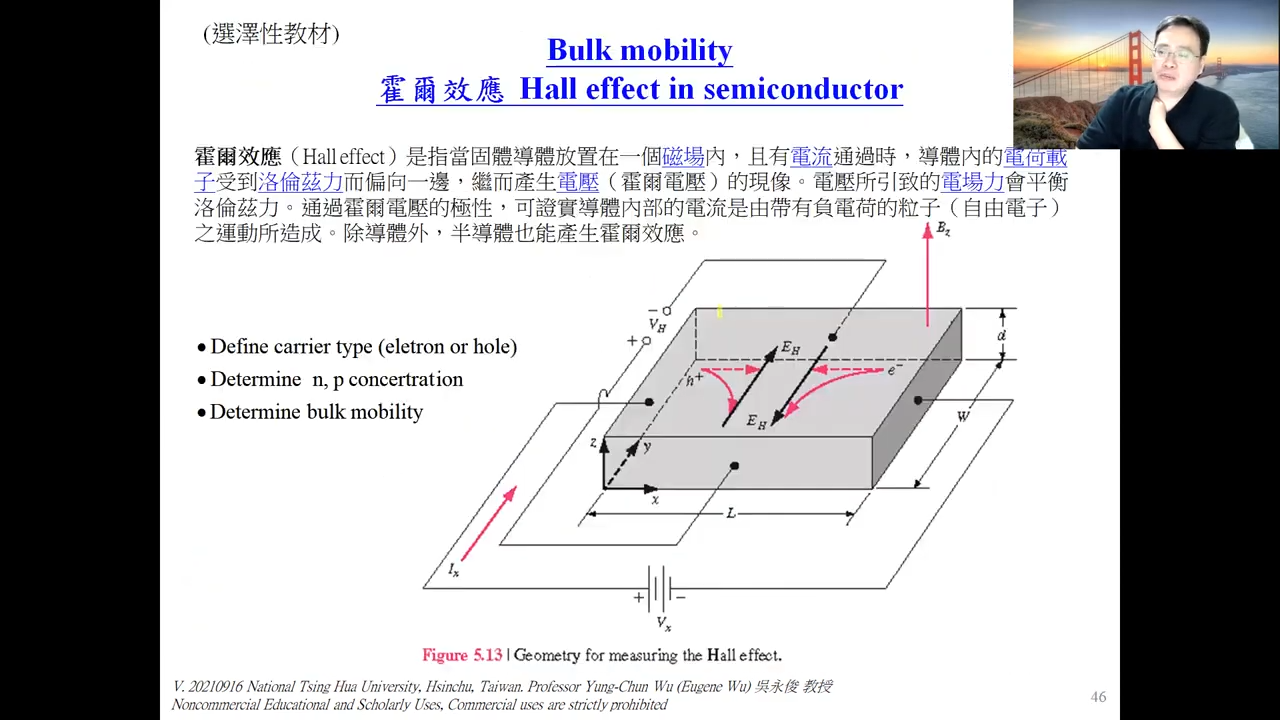 (選澤性教材)
Bulk mobility
霍爾效應 Hall effect in semiconductor
霍爾效應（Hall effect）是指當固體導體放置在一個磁場內，且有電流通過時，導體內的電荷載
子受到洛倫茲力而偏向一邊，繼而產生電壓（霍爾電壓）的現像。電壓所引致的電場力會平衡
洛倫茲力。通過霍爾電壓的極性，可證實導體內部的電流是由帶有負電荷的粒子（自由電子）
之運動所造成。除導體外，半導體也能產生霍爾效應。
• Define carrier type (eletron or hole)
• Determine n, p concertration
• Determine bulk mobility
Bz
− VH +
d
EH
h+
e−
EH
W
z
y
x
L
Ix
+ −
Vx
Figure 5.13 | Geometry for measuring the Hall effect.
V. 20210916 National Tsing Hua University, Hsinchu, Taiwan. Professor Yung-Chun Wu (Eugene Wu) 吳永俊 教授
Noncommercial Educational and Scholarly Uses, Commercial uses are strictly prohibited
46